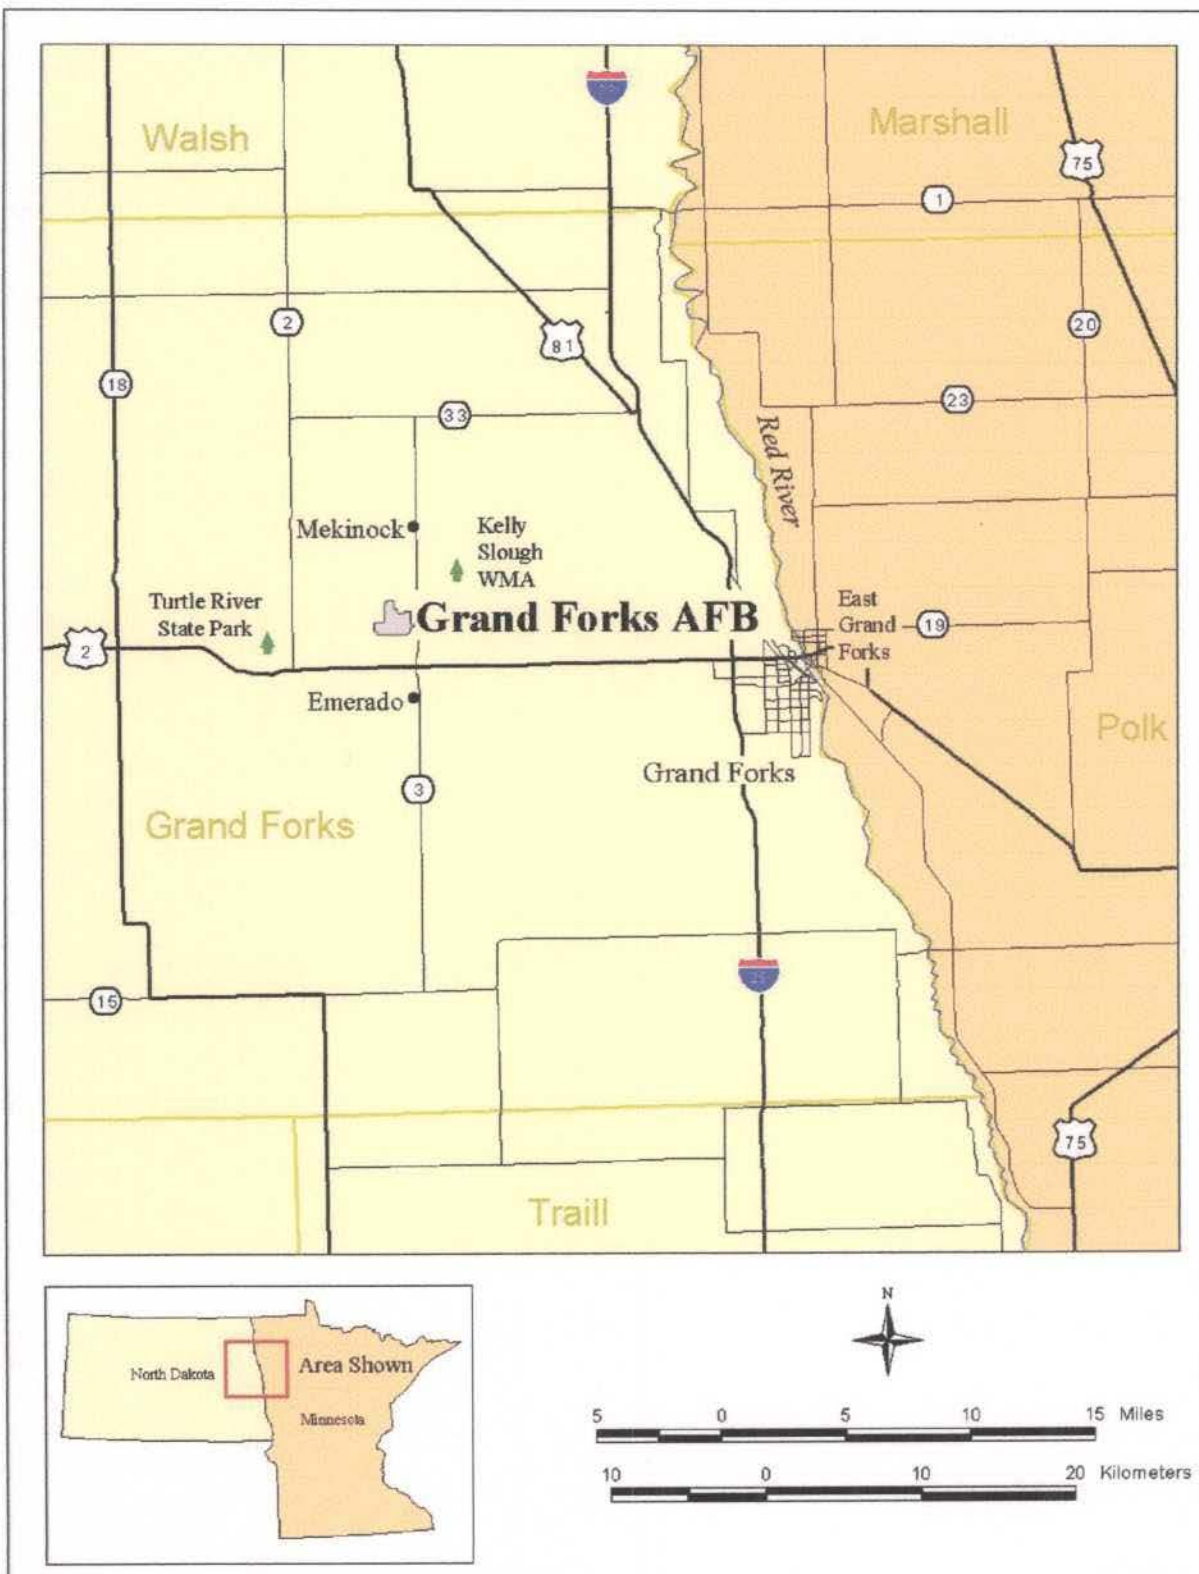 Walsh
Marshall
75
1
2
81
20
18
33
23
Red River
Mekinock
Kelly
Slough
WMA
Turtle River
State Park
Grand Forks AFB
East
Grand
Forks
19
2
Emerado
Polk
Grand Forks
3
Grand Forks
15
75
Traill
N
North Dakota
Area Shown
Minnesota
5 0 5 10 15 Miles
10 0 10 20 Kilometers